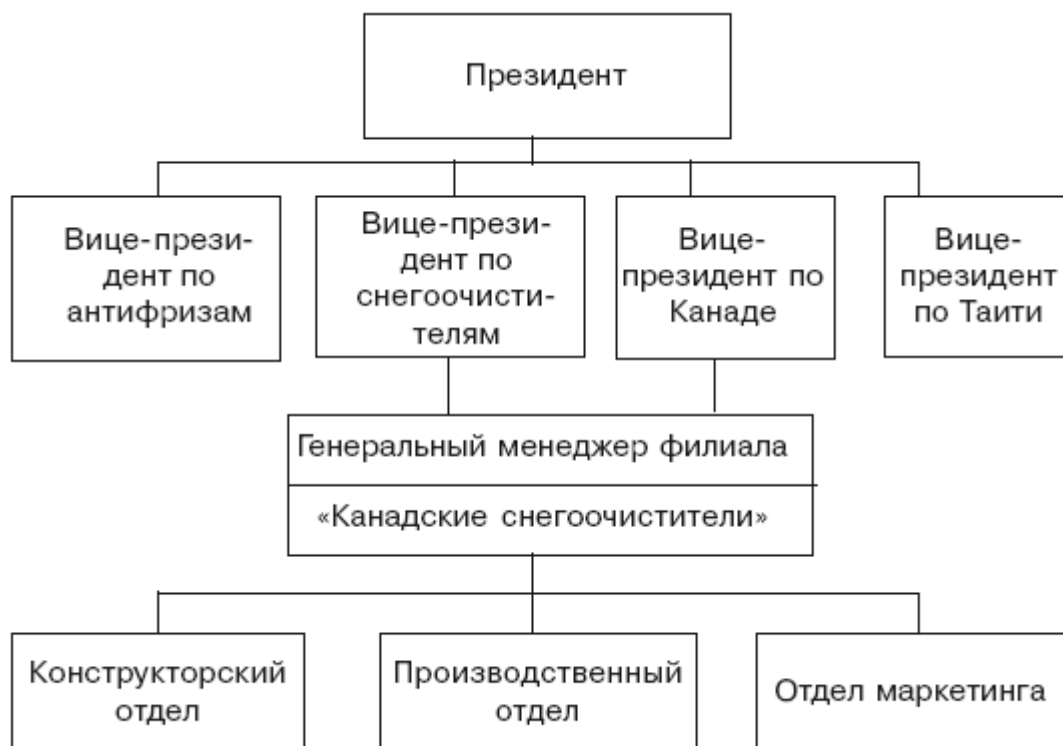 Президент
Вице-прези-
дент по
антифризам
Вице-прези-
дент по
снегоочисти-
телям
Вице-
президент по
Канаде
Вице-
президент
по Таити
Генеральный менеджер филиала
«Канадские снегоочистители»
Конструкторский
отдел
Производственный
отдел
Отдел маркетинга